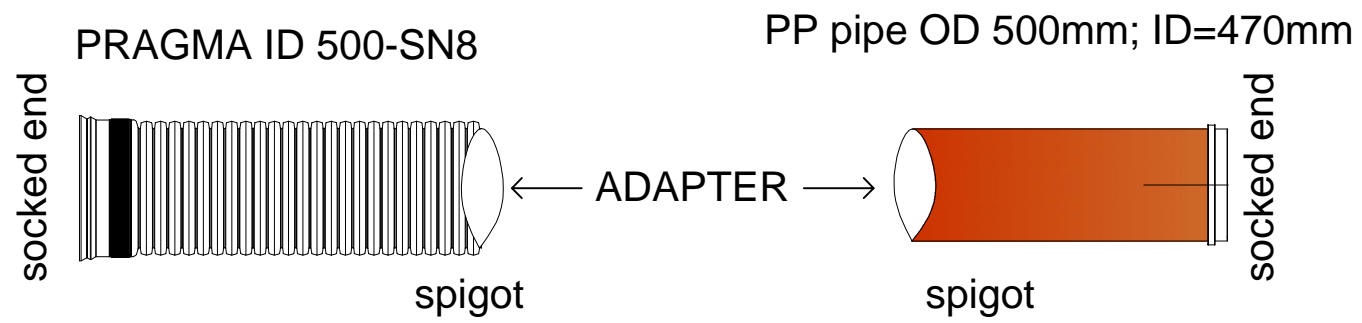 PRAGMA ID 500-SN8
PP pipe OD 500mm; ID=470mm
socked end
ADAPTER
socked end
spigot
spigot